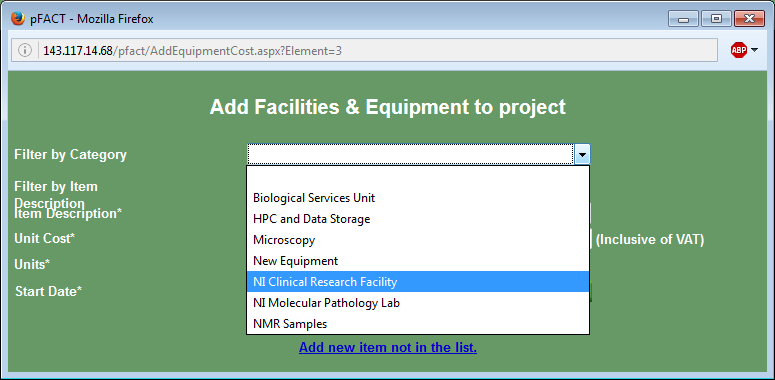 pFACT - Mozilla Firefox
143.117.14.68/pfact/AddEquipmentCost.aspx?Element=3
ABP
Add Facilities & Equipment to project
Filter by Category
Filter by Item
Description
Item Description*
Unit Cost*
(Inclusive of VAT)
Units*
Start Date*
Biological Services Unit
HPC and Data Storage
Microscopy
New Equipment
NI Clinical Research Facility
NI Molecular Pathology Lab
NMR Samples
Add new item not in the list.